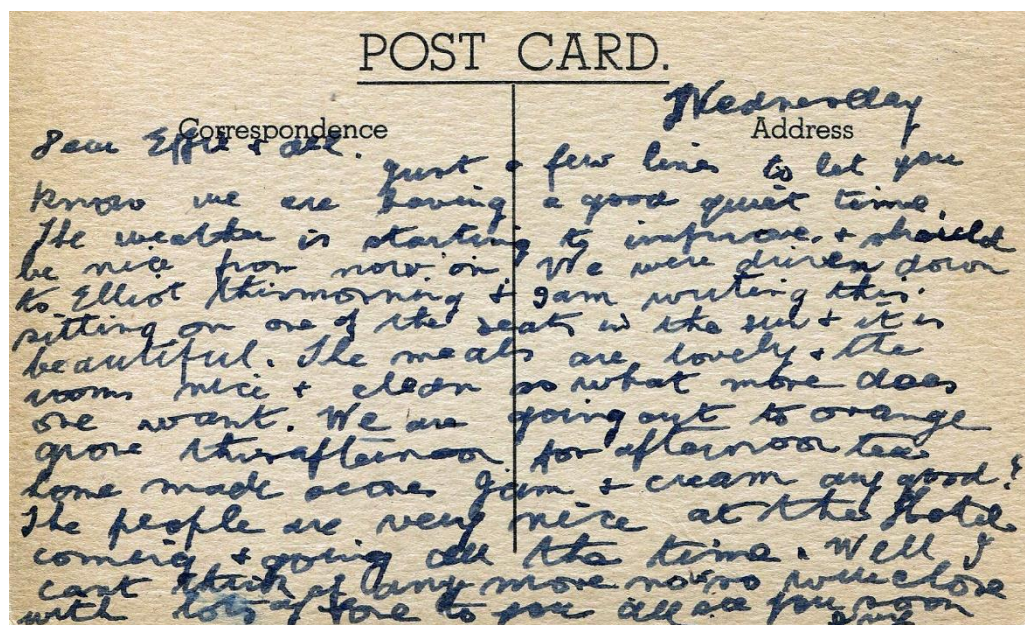 POST CARD.
Wednesday
Correspondence
Address
Dear Effie & all.
Just a few lines to let you
know we are having a good quiet time.
The weather is starting to improve. & should
be nice from now on. We were driven down
to Elliot thismorning & I am writing this.
sitting on one of the seats in the sun & it is
beautiful. The meals are lovely & the
rooms nice & clean so what more does
one want. We are going out to orange
grove thisafternoon for afternoon tea
home made scones Jam & cream any good?
The people are very nice at the Hotel
coming & going all the time. Well I
cant think of any more now so will close
with lots of love to you all see you soon